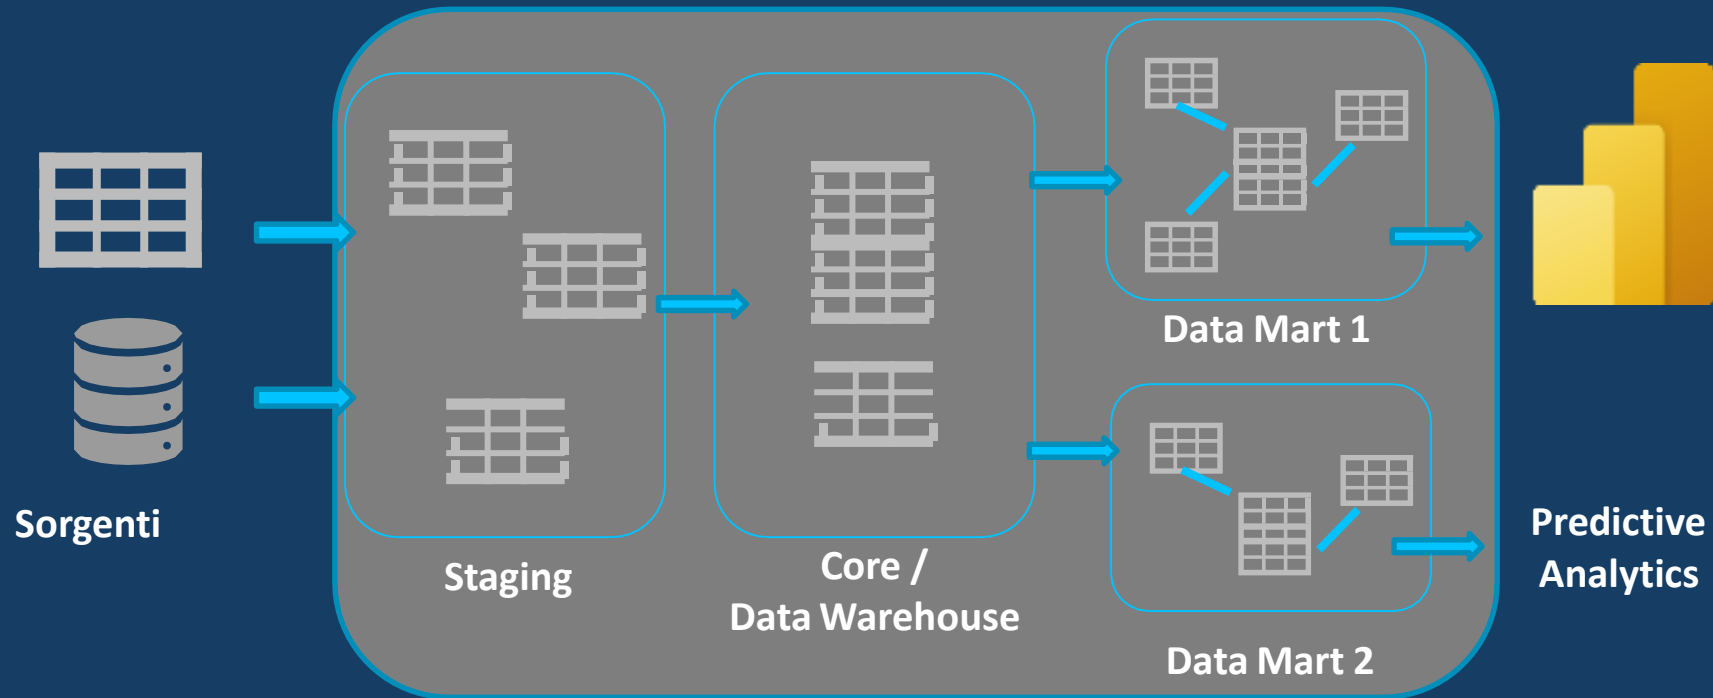 Sorgenti
Staging
Core /
Data Warehouse
Data Mart 1
Data Mart 2
Predictive
Analytics